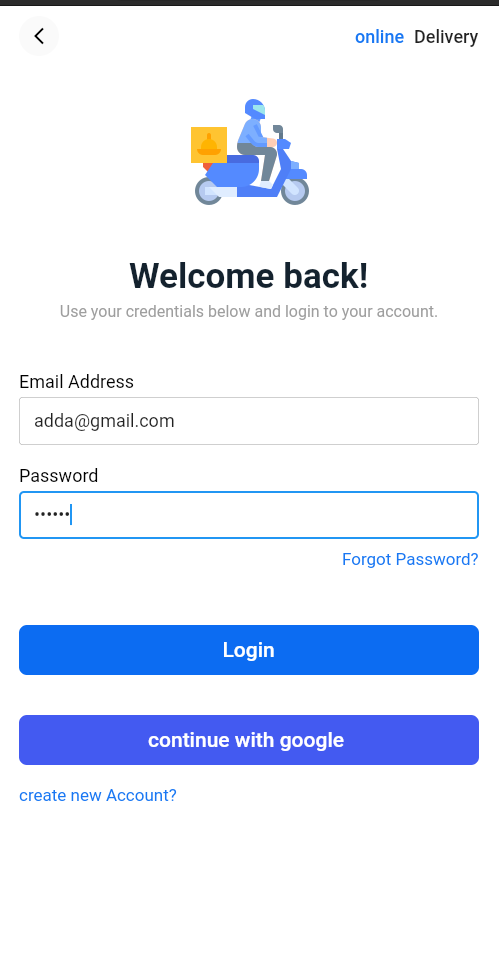 online Delivery
Welcome back!
Use your credentials below and login to your account.
Email Address
adda@gmail.com
Password
••••••
Forgot Password?
Login
continue with google
create new Account?